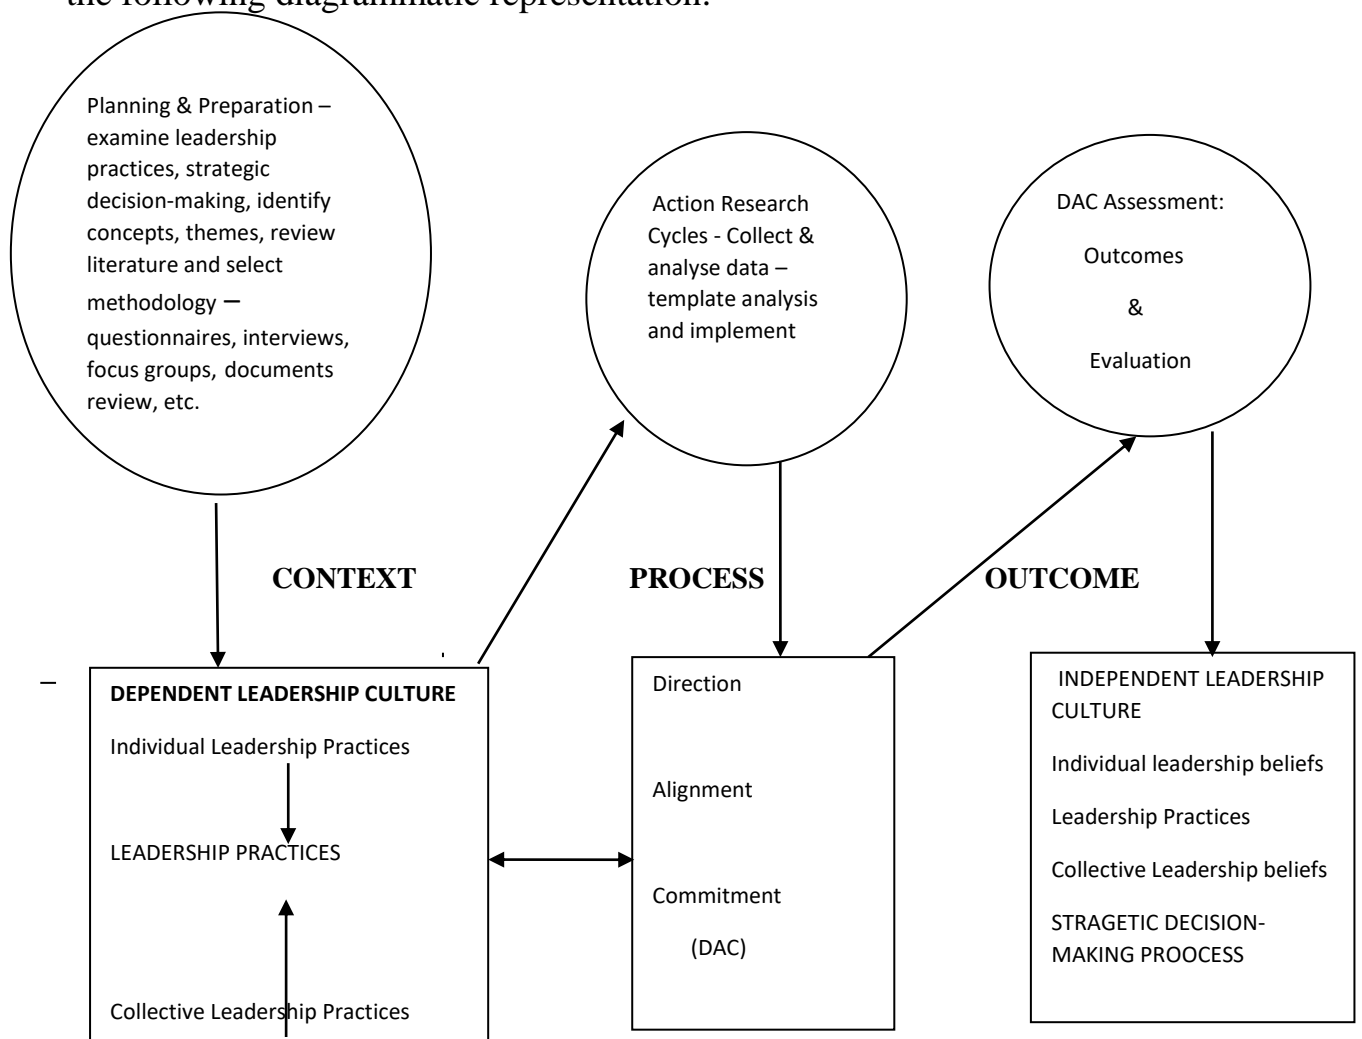 the following diagrammatic representation.
Planning & Preparation –
examine leadership
practices, strategic
decision-making, identify
concepts, themes, review
literature and select
methodology –
questionnaires, interviews,
focus groups, documents
review, etc.
Action Research
Cycles - Collect &
analyse data –
template analysis
and implement
DAC Assessment:
Outcomes
&
Evaluation
CONTEXT
PROCESS
OUTCOME
–
DEPENDENT LEADERSHIP CULTURE
Individual Leadership Practices
LEADERSHIP PRACTICES
Collective Leadership Practices
Direction
Alignment
Commitment
(DAC)
INDEPENDENT LEADERSHIP
CULTURE
Individual leadership beliefs
Leadership Practices
Collective Leadership beliefs
STRAGETIC DECISION-
MAKING PROOCESS